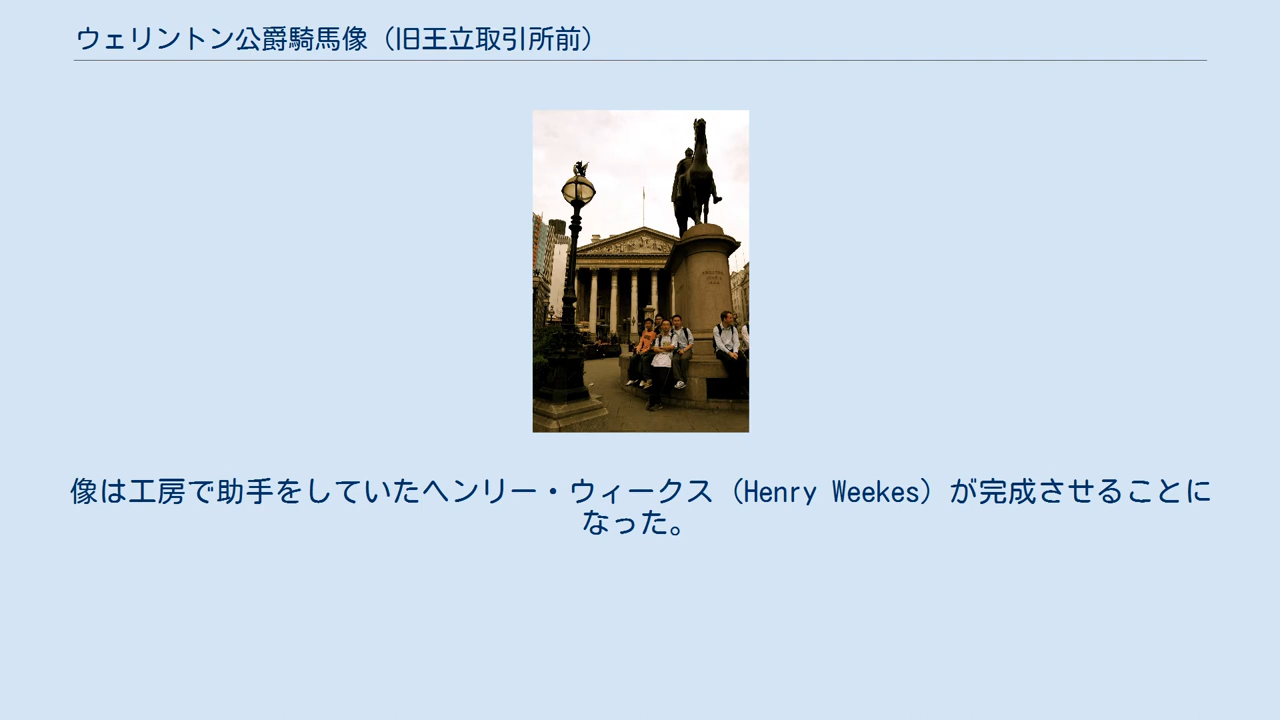 ウェリントン公爵騎馬像（旧王立取引所前）
像は工房で助手をしていたヘンリー・ウィークス（Henry Weekes）が完成させることに
なった。